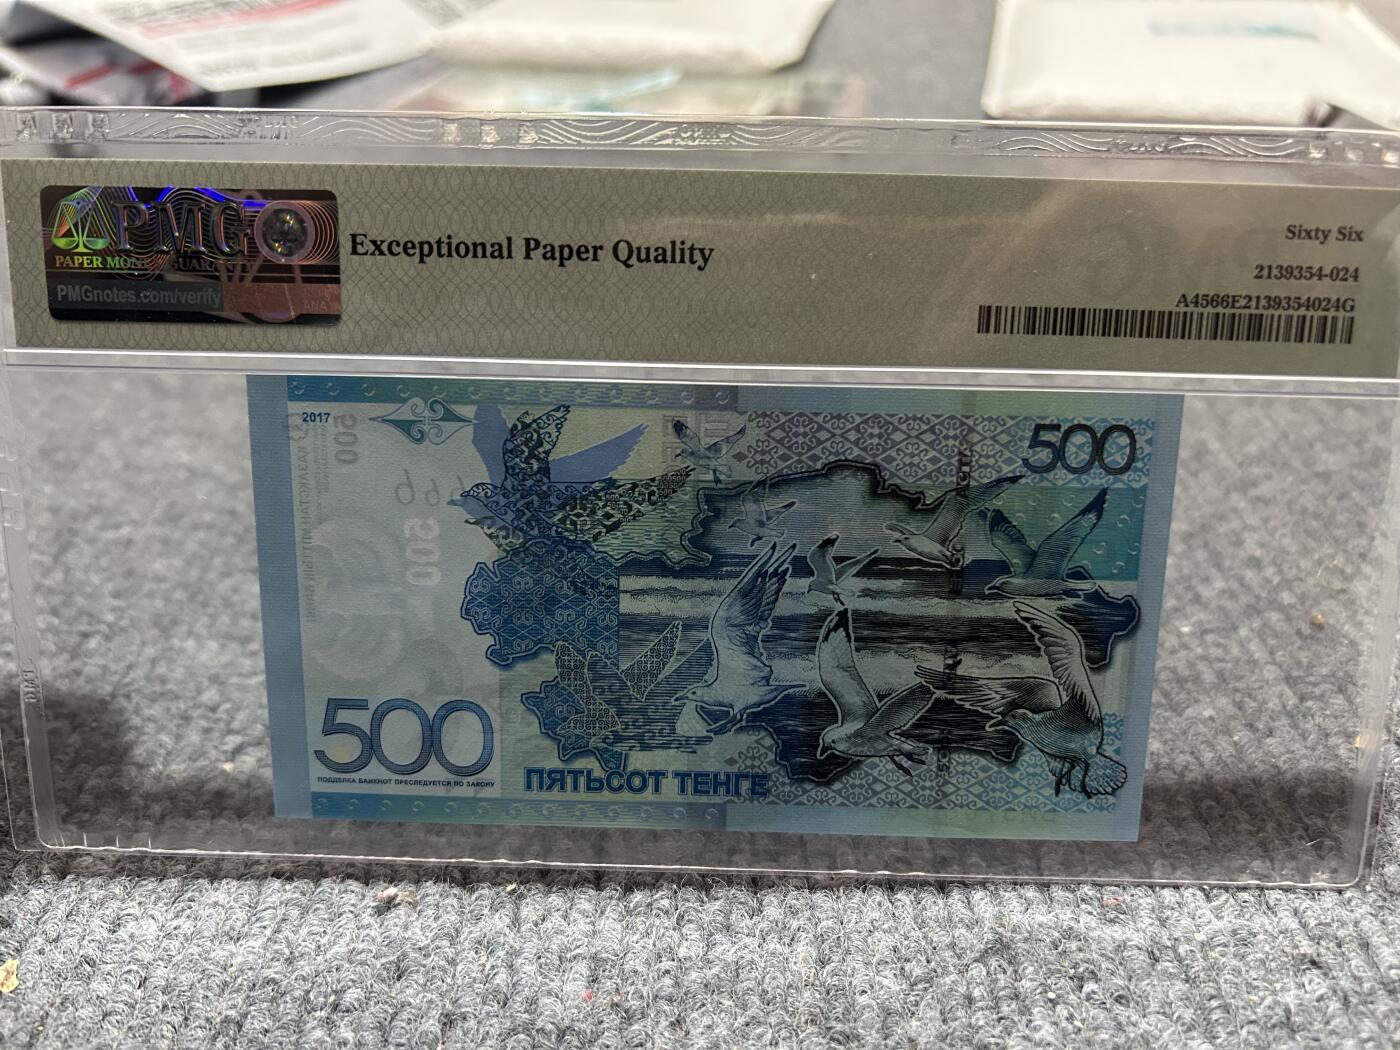 PMG
PAPER MONEY GUARANTY
PMGnotes.com/verify
Exceptional Paper Quality
Sixty Six
2139354-024
A4566E2139354024G
2017
500
500
ПОДДЕЛКА БАНКНОТ ПРЕСЛЕДУЕТСЯ ПО ЗАКОНУ
ПЯТЬСОТ ТЕНГЕ